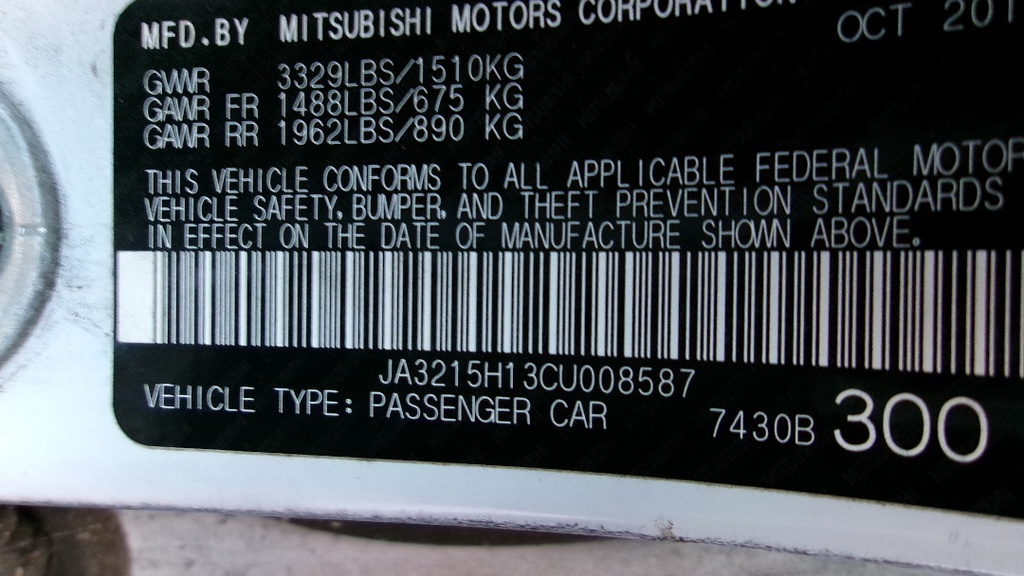 MFD.BY MITSUBISHI MOTORS CORPORATION
OCT 201
GVWR 3329LBS/1510KG
GAWR FR 1488LBS/675 KG
GAWR RR 1962LBS/890 KG
THIS VEHICLE CONFORMS TO ALL APPLICABLE FEDERAL MOTOR
VEHICLE SAFETY, BUMPER, AND THEFT PREVENTION STANDARDS
IN EFFECT ON THE DATE OF MANUFACTURE SHOWN ABOVE.
JA3215H13CU008587
VEHICLE TYPE: PASSENGER CAR
7430B 300